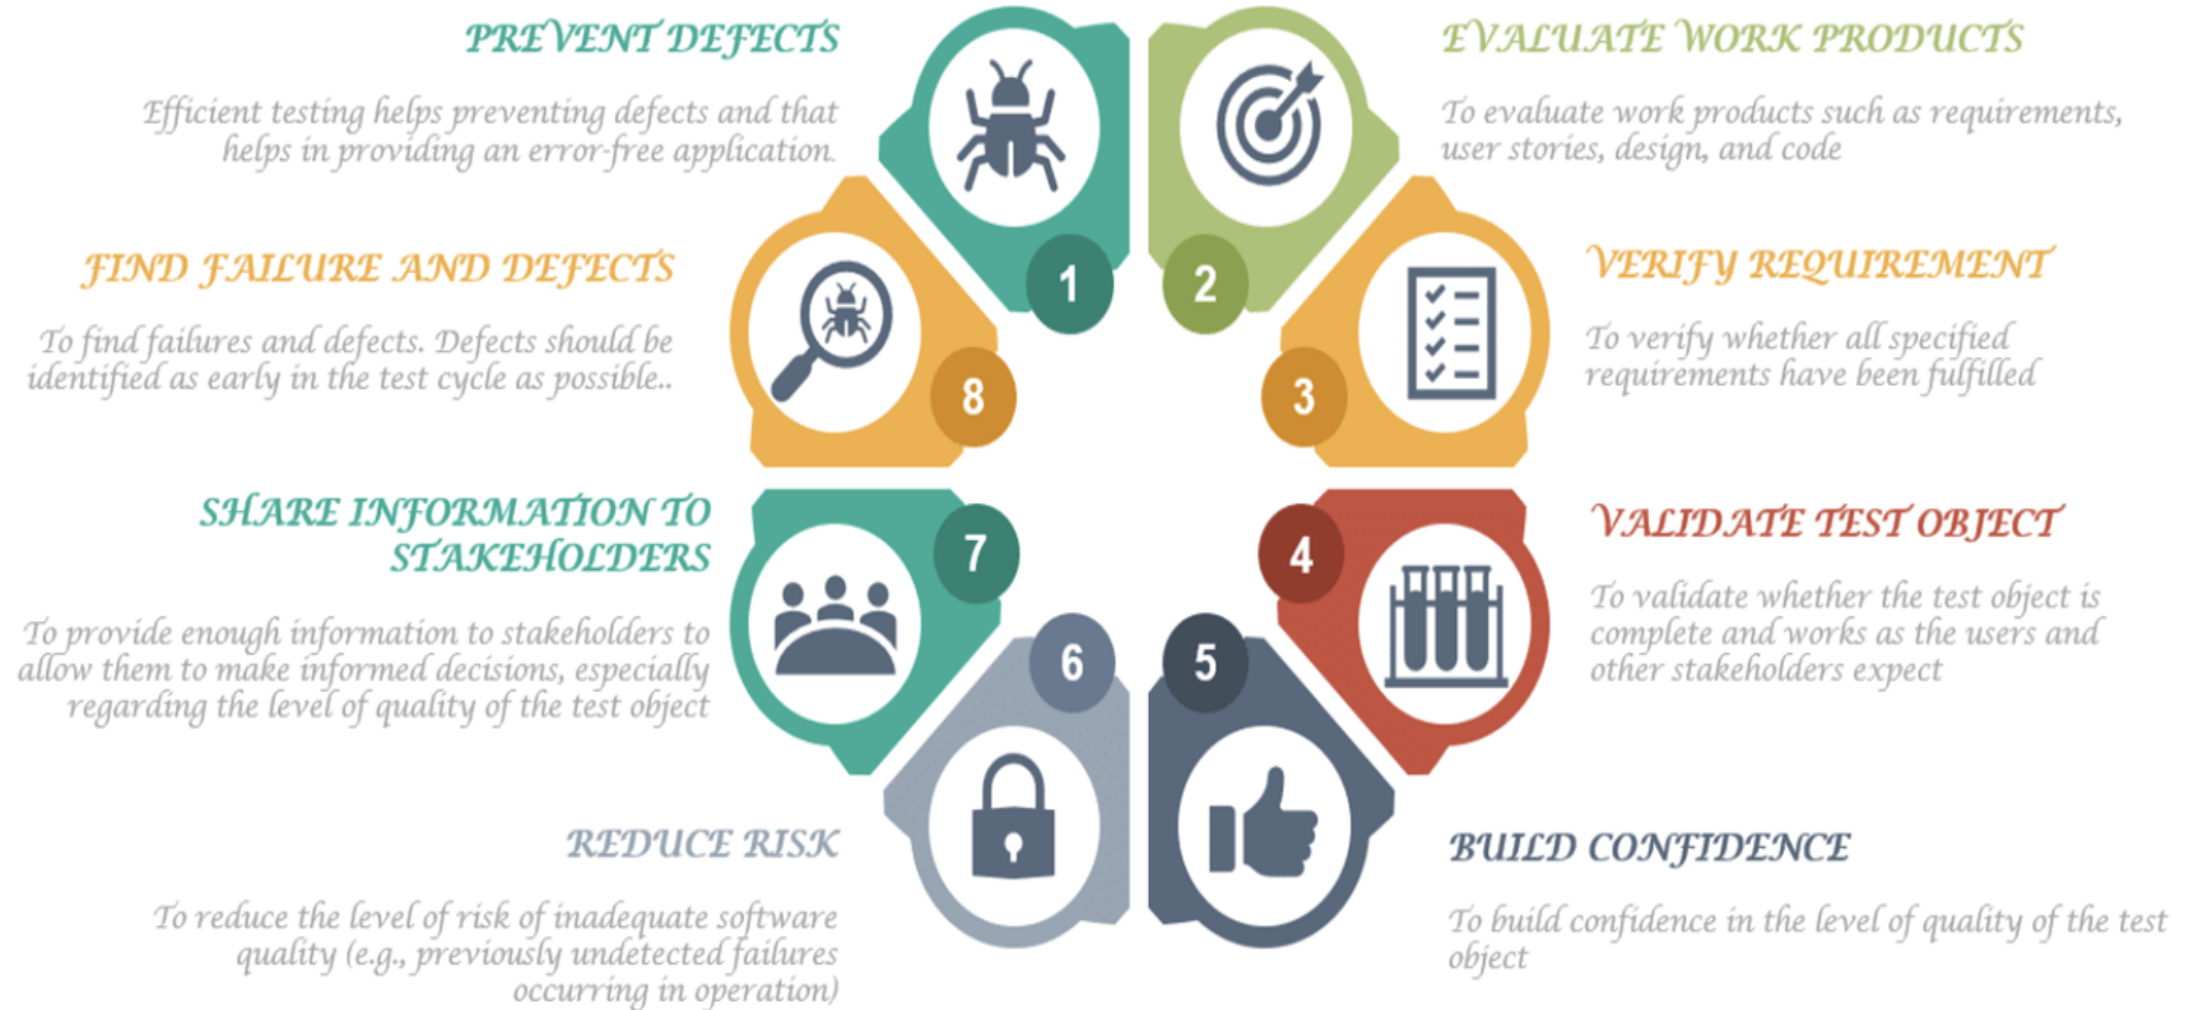 PREVENT DEFECTS
Efficient testing helps preventing defects and that
helps in providing an error-free application.
1
EVALUATE WORK PRODUCTS
To evaluate work products such as requirements,
user stories, design, and code
2
VERIFY REQUIREMENT
To verify whether all specified
requirements have been fulfilled
3
VALIDATE TEST OBJECT
To validate whether the test object is
complete and works as the users and
other stakeholders expect
4
BUILD CONFIDENCE
To build confidence in the level of quality of the test
object
5
REDUCE RISK
To reduce the level of risk of inadequate software
quality (e.g., previously undetected failures
occurring in operation)
6
SHARE INFORMATION TO
STAKEHOLDERS
To provide enough information to stakeholders to
allow them to make informed decisions, especially
regarding the level of quality of the test object
7
FIND FAILURE AND DEFECTS
To find failures and defects. Defects should be
identified as early in the test cycle as possible..
8